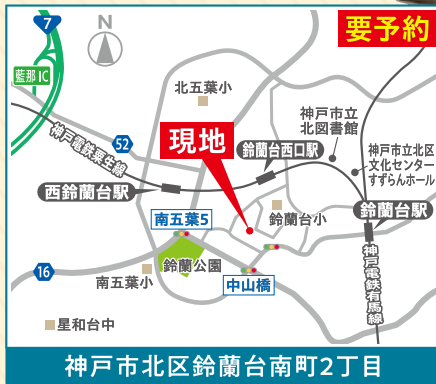 要予約
7
N
藍那IC
北五葉小
神戸市立
北図書館
神戸電鉄粟生線
52
現地
鈴蘭台西口駅
神戸市立北区
文化センター
すずらんホール
西鈴蘭台駅
鈴蘭台小
鈴蘭台駅
南五葉5
鈴蘭公園
16
南五葉小
中山橋
神戸電鉄有馬線
星和台中
神戸市北区鈴蘭台南町2丁目